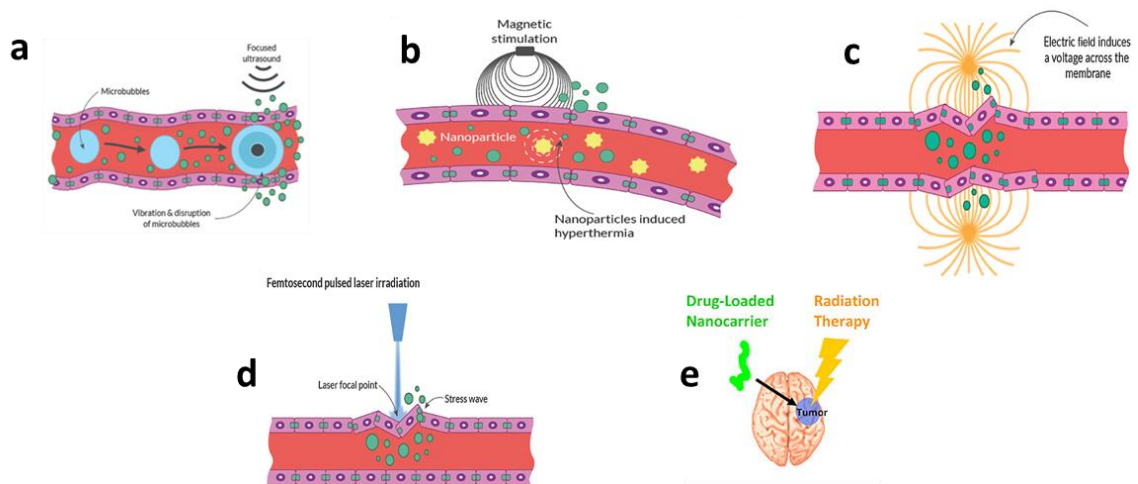 a
Focused
ultrasound
Microbubbles
Vibration & disruption
of microbubbles
b
Magnetic
stimulation
Nanoparticle
Nanoparticles induced
hyperthermia
c
Electric field induces
a voltage across the
membrane
d
Femtosecond pulsed laser irradiation
Laser focal point
Stress wave
e
Drug-Loaded
Nanocarrier
Radiation
Therapy
Tumor